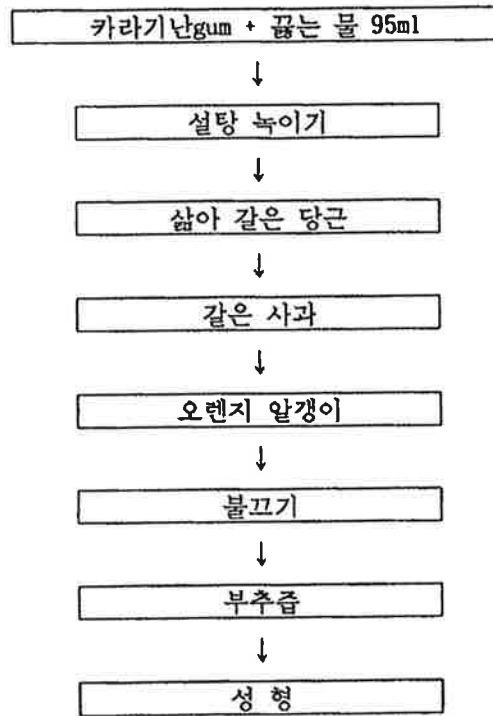 카라기난gum + 끓는 물 95ml
↓
설탕 녹이기
↓
삶아 갈은 당근
↓
갈은 사과
↓
오렌지 알갱이
↓
불끄기
↓
부추즙
↓
성 형